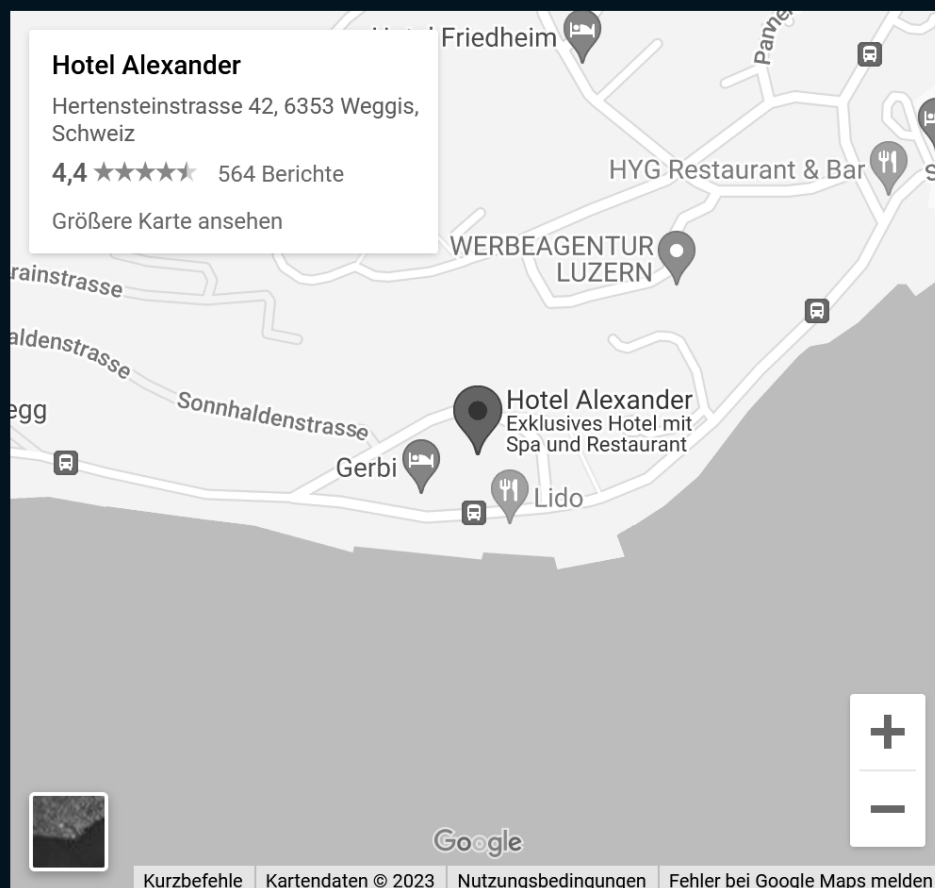 Hotel Friedheim
Panne
Hotel Alexander
Hertensteinstrasse 42, 6353 Weggis,
Schweiz
4,4 564 Berichte
Größere Karte ansehen
HYG Restaurant & Bar
S
WERBEAGENTUR
LUZERN
rainstrasse
aldenstrasse
Sonnhaldenstrasse
egg
Hotel Alexander
Exklusives Hotel mit
Spa und Restaurant
Gerbi
Lido
Google
Kurzbefehle Kartendaten © 2023 Nutzungsbedingungen Fehler bei Google Maps melden